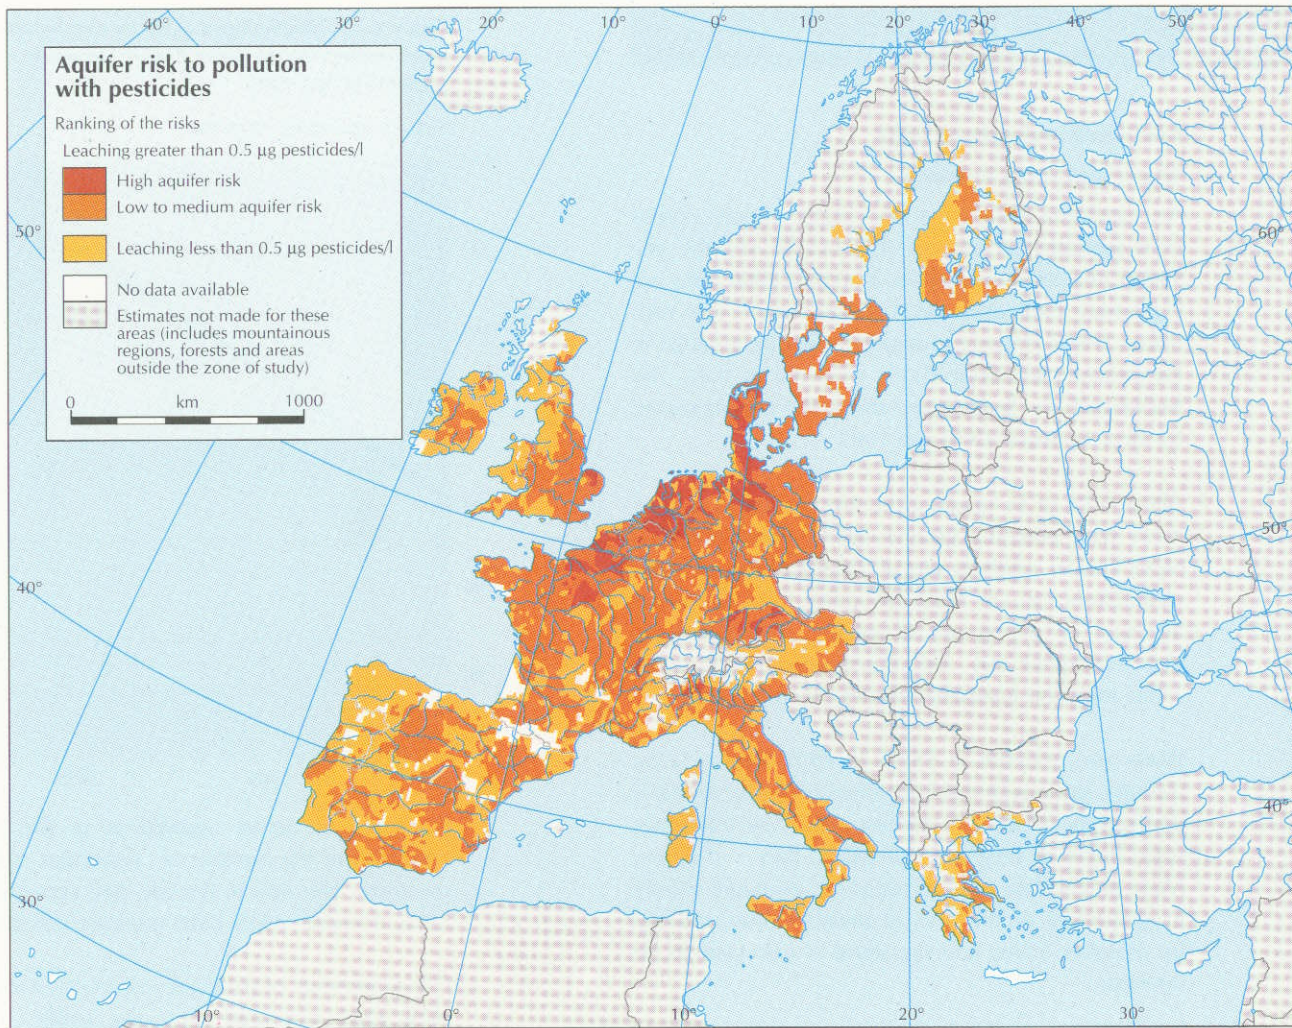 40°
20°
10°
0°
10°
20°
30°
40°
50°
Aquifer risk to pollution
with pesticides
Ranking of the risks
Leaching greater than 0.5 µg pesticides/l
High aquifer risk
Low to medium aquifer risk
Leaching less than 0.5 µg pesticides/l
No data available
Estimates not made for these
areas (includes mountainous
regions, forests and areas
outside the zone of study)
0 km 1000
50°
60°
50°
40°
40°
30°
10°
0°
10°
20°
30°